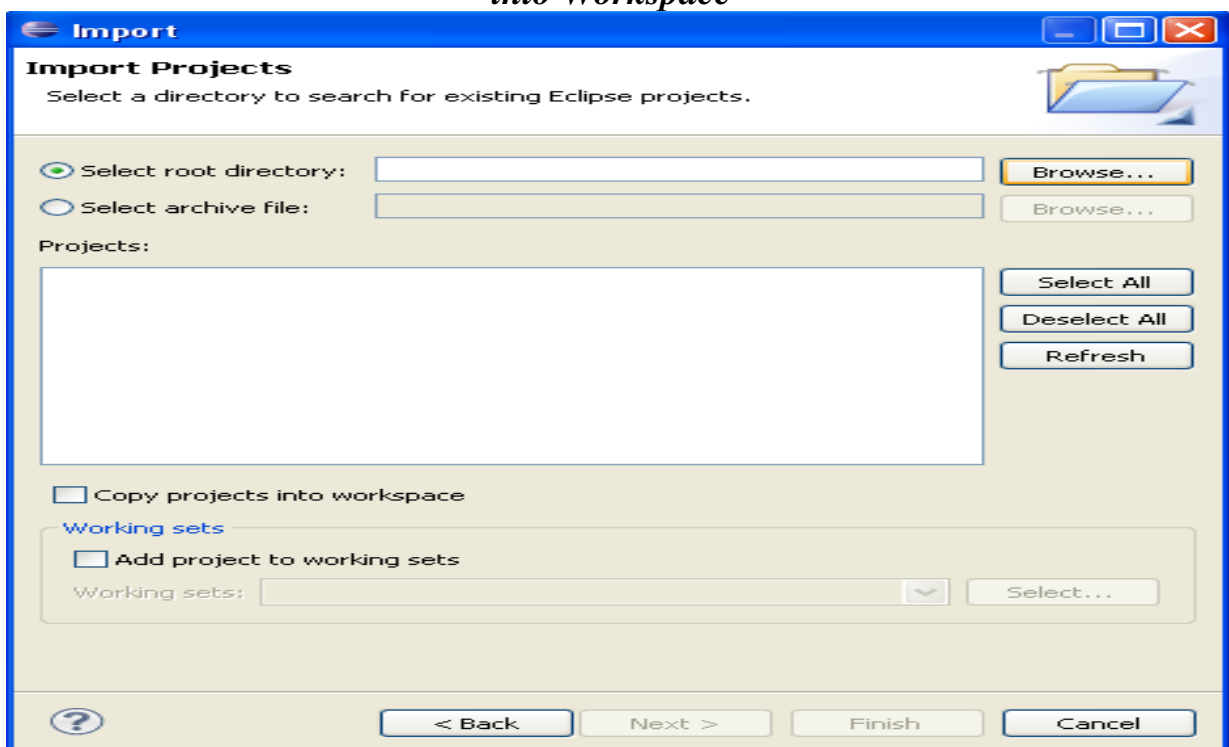 into Workspace
Import
Import Projects
Select a directory to search for existing Eclipse projects.
Select root directory: Browse...
Select archive file: Browse...
Projects:
Select All
Deselect All
Refresh
Copy projects into workspace
Working sets
Add project to working sets
Working sets: Select...
? < Back Next > Finish Cancel